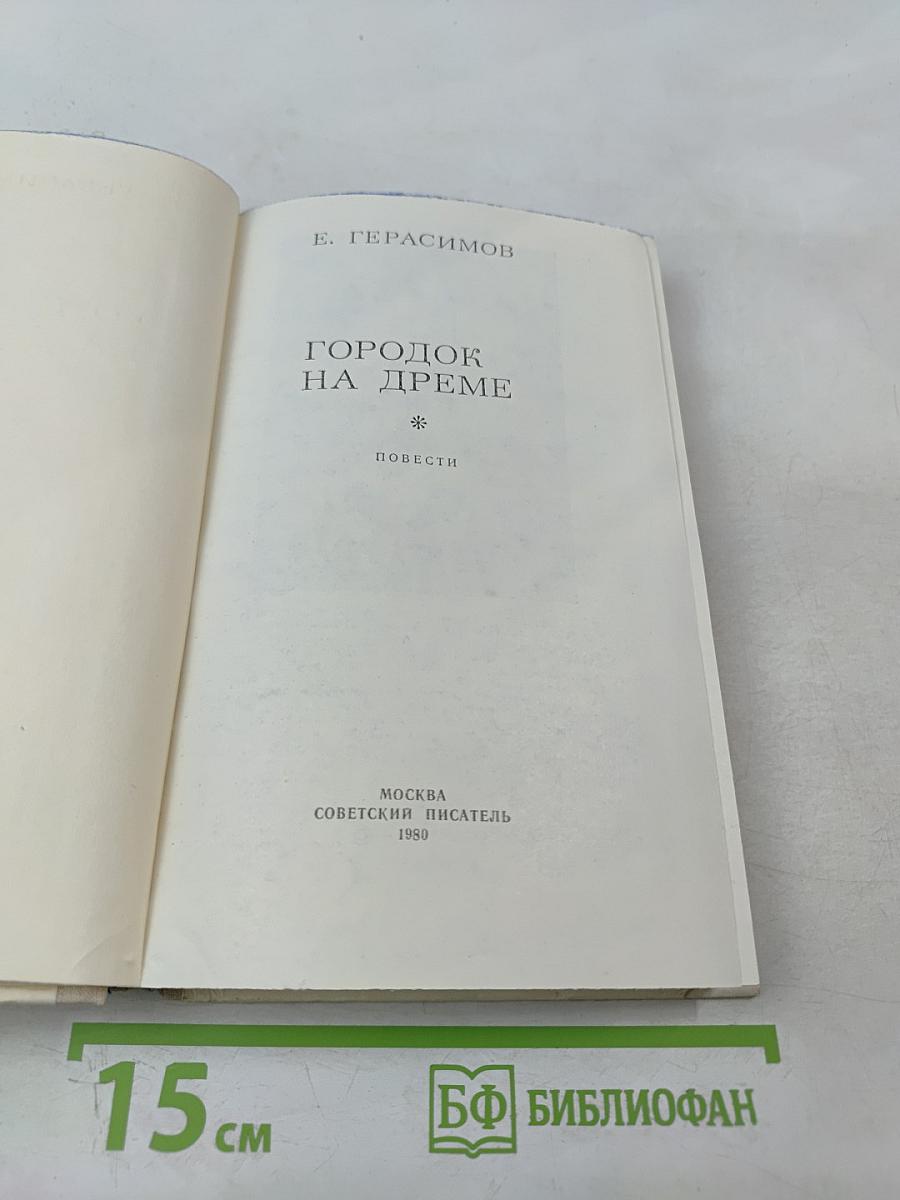 Е. ГЕРАСИМОВ
ГОРОДОК
НА ДРЕМЕ
*
ПОВЕСТИ
МОСКВА
СОВЕТСКИЙ ПИСАТЕЛЬ
1980
15 см
БФ БИБЛИОФАН